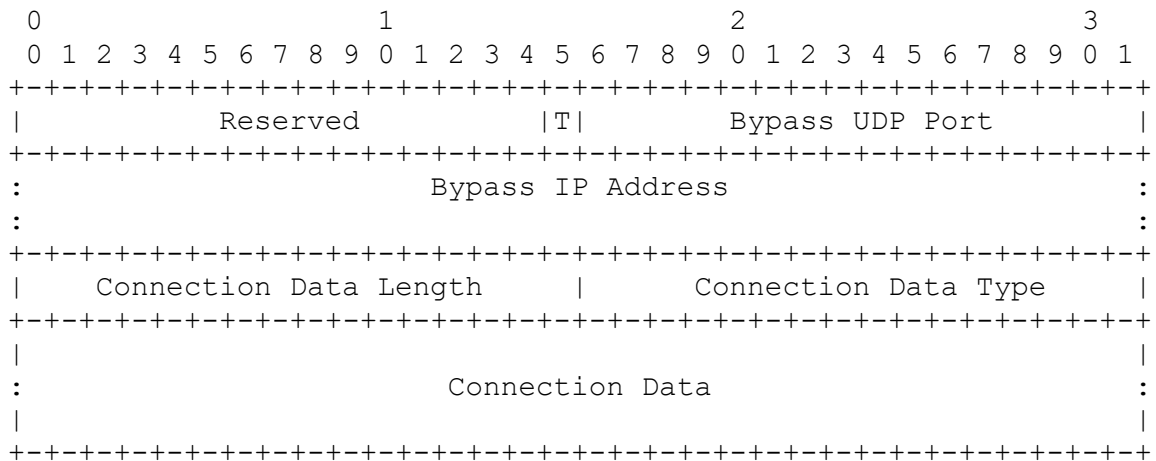 0                   1                   2                   3
 0 1 2 3 4 5 6 7 8 9 0 1 2 3 4 5 6 7 8 9 0 1 2 3 4 5 6 7 8 9 0 1
+-+-+-+-+-+-+-+-+-+-+-+-+-+-+-+-+-+-+-+-+-+-+-+-+-+-+-+-+-+-+-+-+
|           Reserved          |T|        Bypass UDP Port        |
+-+-+-+-+-+-+-+-+-+-+-+-+-+-+-+-+-+-+-+-+-+-+-+-+-+-+-+-+-+-+-+-+
:                       Bypass IP Address                       :
:                                                               :
+-+-+-+-+-+-+-+-+-+-+-+-+-+-+-+-+-+-+-+-+-+-+-+-+-+-+-+-+-+-+-+-+
|    Connection Data Length     |      Connection Data Type     |
+-+-+-+-+-+-+-+-+-+-+-+-+-+-+-+-+-+-+-+-+-+-+-+-+-+-+-+-+-+-+-+-+
|                                                               |
:                        Connection Data                        :
|                                                               |
+-+-+-+-+-+-+-+-+-+-+-+-+-+-+-+-+-+-+-+-+-+-+-+-+-+-+-+-+-+-+-+-+